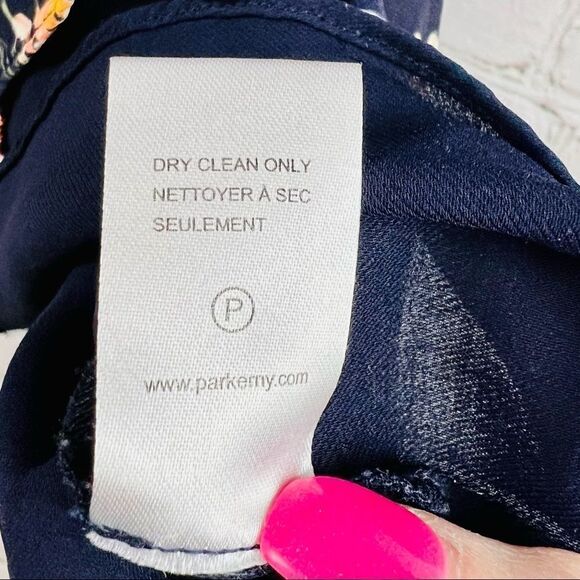 DRY CLEAN ONLY
NETTOYER À SEC
SEULEMENT
P
www.parkerny.com